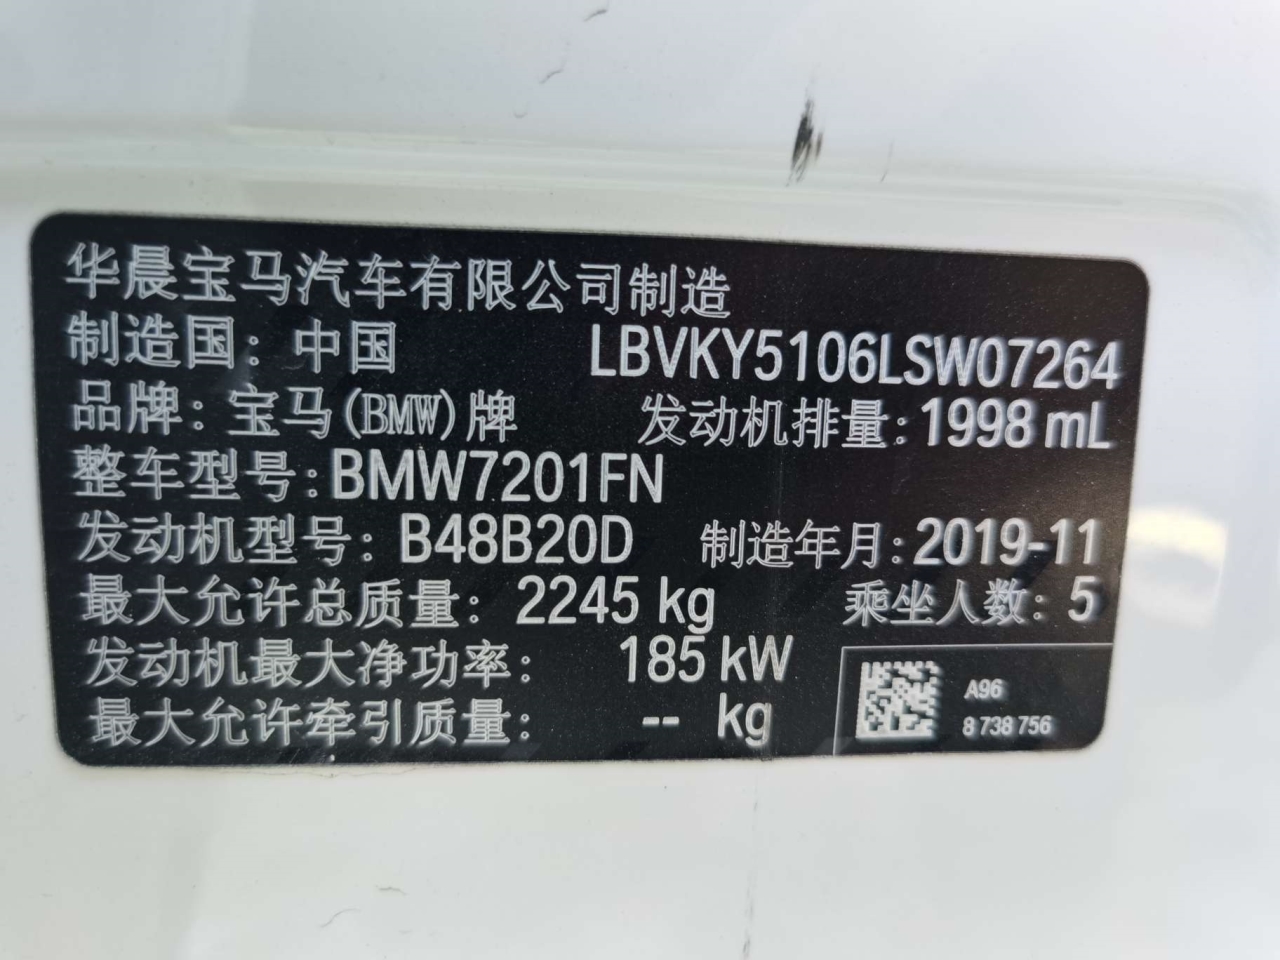 华晨宝马汽车有限公司制造
制造国：中国 LBVKY5106LSW07264
品牌：宝马(BMW)牌 发动机排量：1998 mL
整车型号：BMW7201FN
发动机型号：B48B20D 制造年月：2019-11
最大允许总质量：2245 kg 乘坐人数：5
发动机最大净功率：185 kW
最大允许牵引质量：-- kg
A96
8 738 756